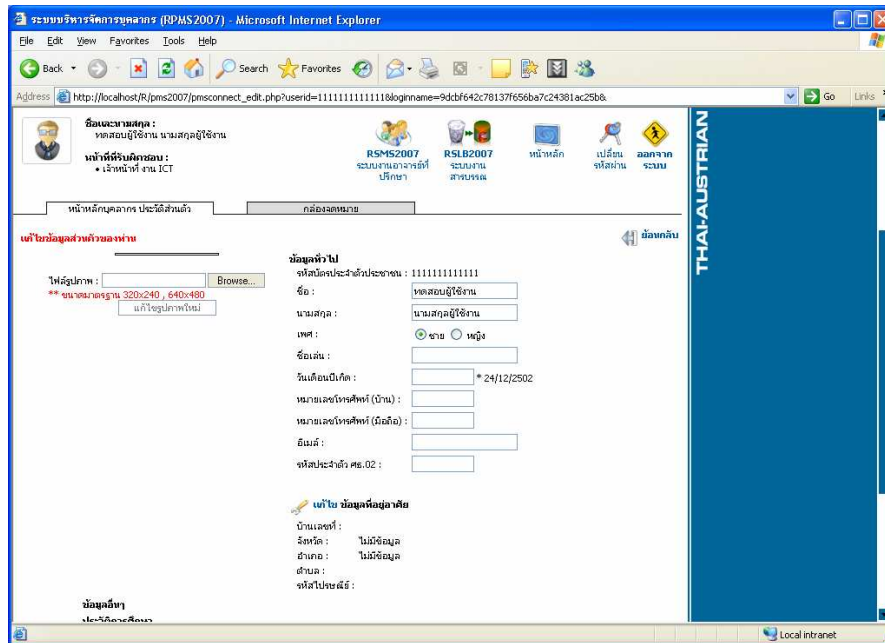 ระบบบริหารจัดการบุคลากร (RPMS2007) - Microsoft Internet Explorer
File Edit View Favorites Tools Help
Back Search Favorites
Address http://localhost/R/pms2007/pmsconnect_edit.php?userid=1111111111111&loginname=9dcbf642c78137f656ba7c24381ac25b& Go Links
ชื่อและนามสกุล :
ทดสอบผู้ใช้งาน นามสกุลผู้ใช้งาน
หน้าที่ที่รับผิดชอบ :
• เจ้าหน้าที่ งาน ICT
RSMS2007
ระบบงานอาจารย์ที่
ปรึกษา
RSLB2007
ระบบงาน
สารบรรณ
หน้าหลัก
เปลี่ยน
รหัสผ่าน
ออกจาก
ระบบ
THAI-AUSTRIAN
หน้าหลักบุคลากร ประวัติส่วนตัว
กล่องจดหมาย
แก้ไขข้อมูลส่วนตัวของท่าน
ย้อนกลับ
ไฟล์รูปภาพ : Browse...
** ขนาดมาตรฐาน 320x240 , 640x480
แก้ไขรูปภาพใหม่
ข้อมูลทั่วไป
รหัสบัตรประจำตัวประชาชน : 1111111111111
ชื่อ : ทดสอบผู้ใช้งาน
นามสกุล : นามสกุลผู้ใช้งาน
เพศ : ชาย หญิง
ชื่อเล่น :
วันเดือนปีเกิด : * 24/12/2502
หมายเลขโทรศัพท์ (บ้าน) :
หมายเลขโทรศัพท์ (มือถือ) :
อีเมล์ :
รหัสประจำตัว ศธ.02 :
แก้ไข ข้อมูลที่อยู่อาศัย
บ้านเลขที่ :
จังหวัด : ไม่มีข้อมูล
อำเภอ : ไม่มีข้อมูล
ตำบล :
รหัสไปรษณีย์ :
ข้อมูลอื่นๆ
ประวัติการศึกษา
Local intranet